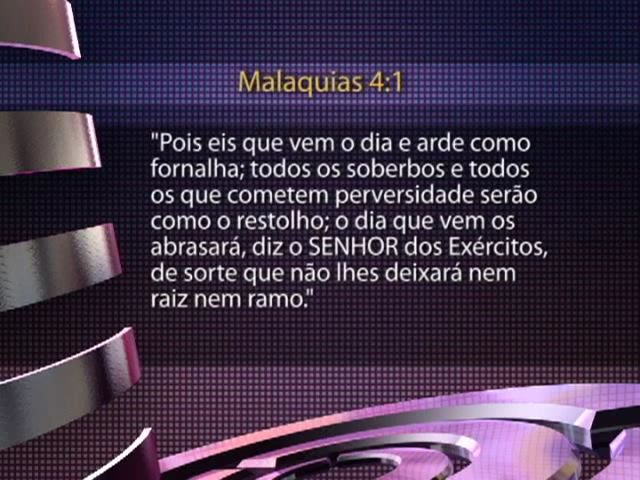 Malaquias 4:1
"Pois eis que vem o dia e arde como
fornalha; todos os soberbos e todos
os que cometem perversidade serão
como o restolho; o dia que vem os
abrasará, diz o SENHOR dos Exércitos,
de sorte que não lhes deixará nem
raiz nem ramo."